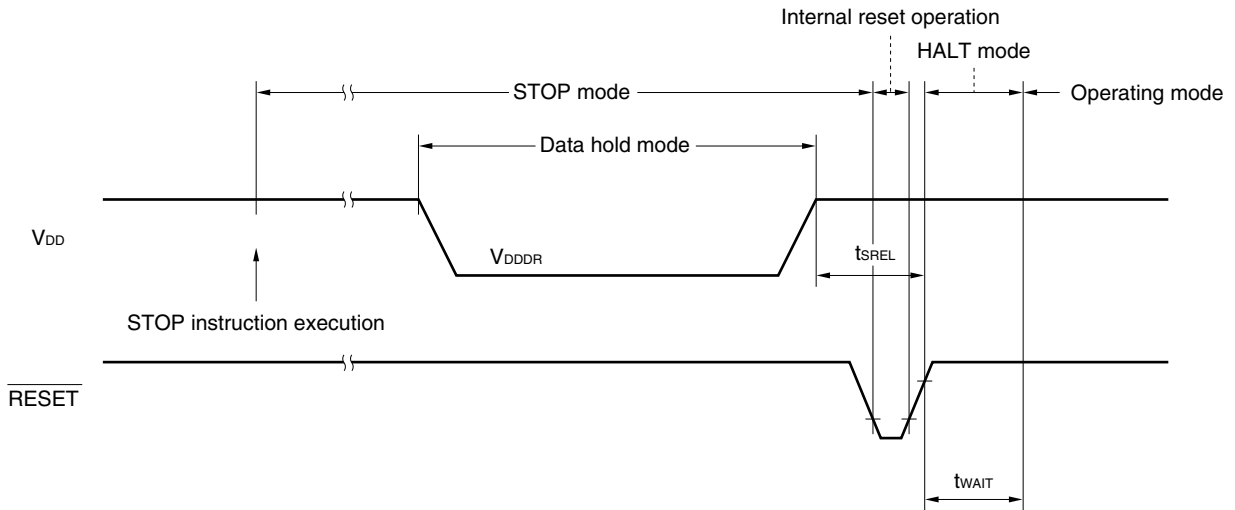 Internal reset operation
HALT mode
STOP mode
Operating mode
Data hold mode
VDD
VDDDR
tSREL
STOP instruction execution
RESET
tWAIT